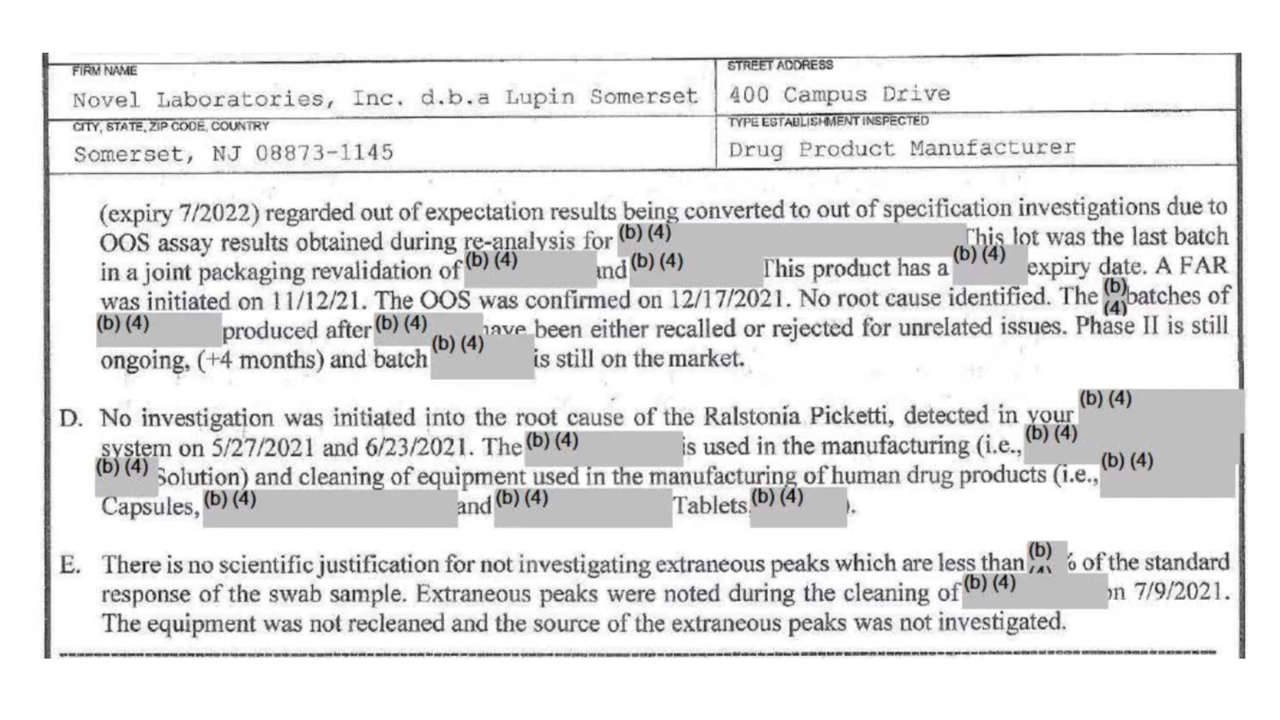 FIRM NAME
Novel Laboratories, Inc. d.b.a Lupin Somerset
STREET ADDRESS
400 Campus Drive
CITY, STATE, ZIP CODE, COUNTRY
Somerset, NJ 08873-1145
TYPE ESTABLISHMENT INSPECTED
Drug Product Manufacturer
(expiry 7/2022) regarded out of expectation results being converted to out of specification investigations due to
OOS assay results obtained during re-analysis for (b) (4) This lot was the last batch
in a joint packaging revalidation of (b) (4) and (b) (4) This product has a (b) (4) expiry date. A FAR
was initiated on 11/12/21. The OOS was confirmed on 12/17/2021. No root cause identified. The (b) (4) batches of
(b) (4) produced after (b) (4) have been either recalled or rejected for unrelated issues. Phase II is still
ongoing, (+4 months) and batch (b) (4) is still on the market.
D. No investigation was initiated into the root cause of the Ralstonia Picketti, detected in your (b) (4)
system on 5/27/2021 and 6/23/2021. The (b) (4) is used in the manufacturing (i.e., (b) (4)
(b) (4) Solution) and cleaning of equipment used in the manufacturing of human drug products (i.e., (b) (4)
Capsules, (b) (4) and (b) (4) Tablets (b) (4) ).
E. There is no scientific justification for not investigating extraneous peaks which are less than (b) (4) % of the standard
response of the swab sample. Extraneous peaks were noted during the cleaning of (b) (4) on 7/9/2021.
The equipment was not recleaned and the source of the extraneous peaks was not investigated.